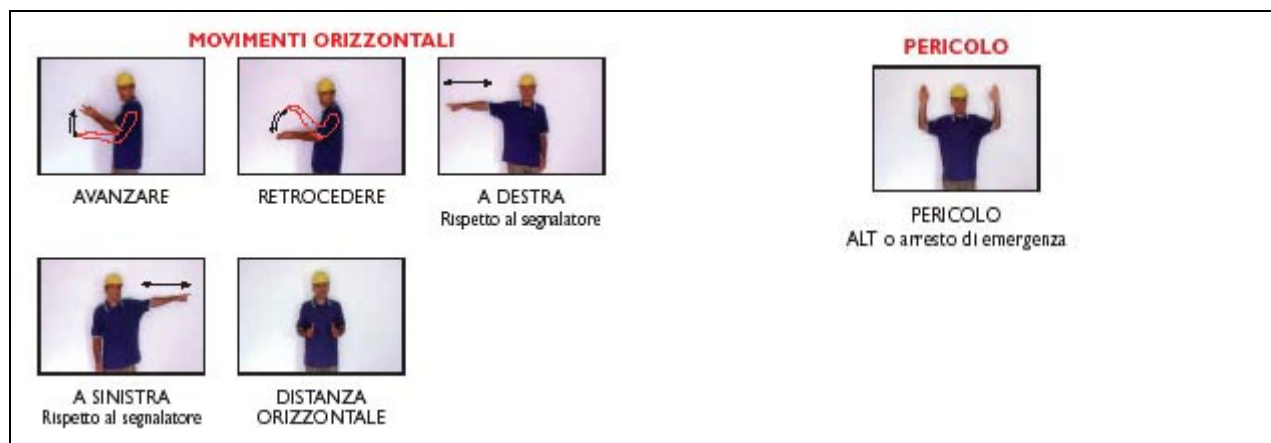 MOVIMENTI ORIZZONTALI
AVANZARE
RETROCEDERE
A DESTRA
Rispetto al segnalatore
A SINISTRA
Rispetto al segnalatore
DISTANZA
ORIZZONTALE
PERICOLO
PERICOLO
ALT o arresto di emergenza